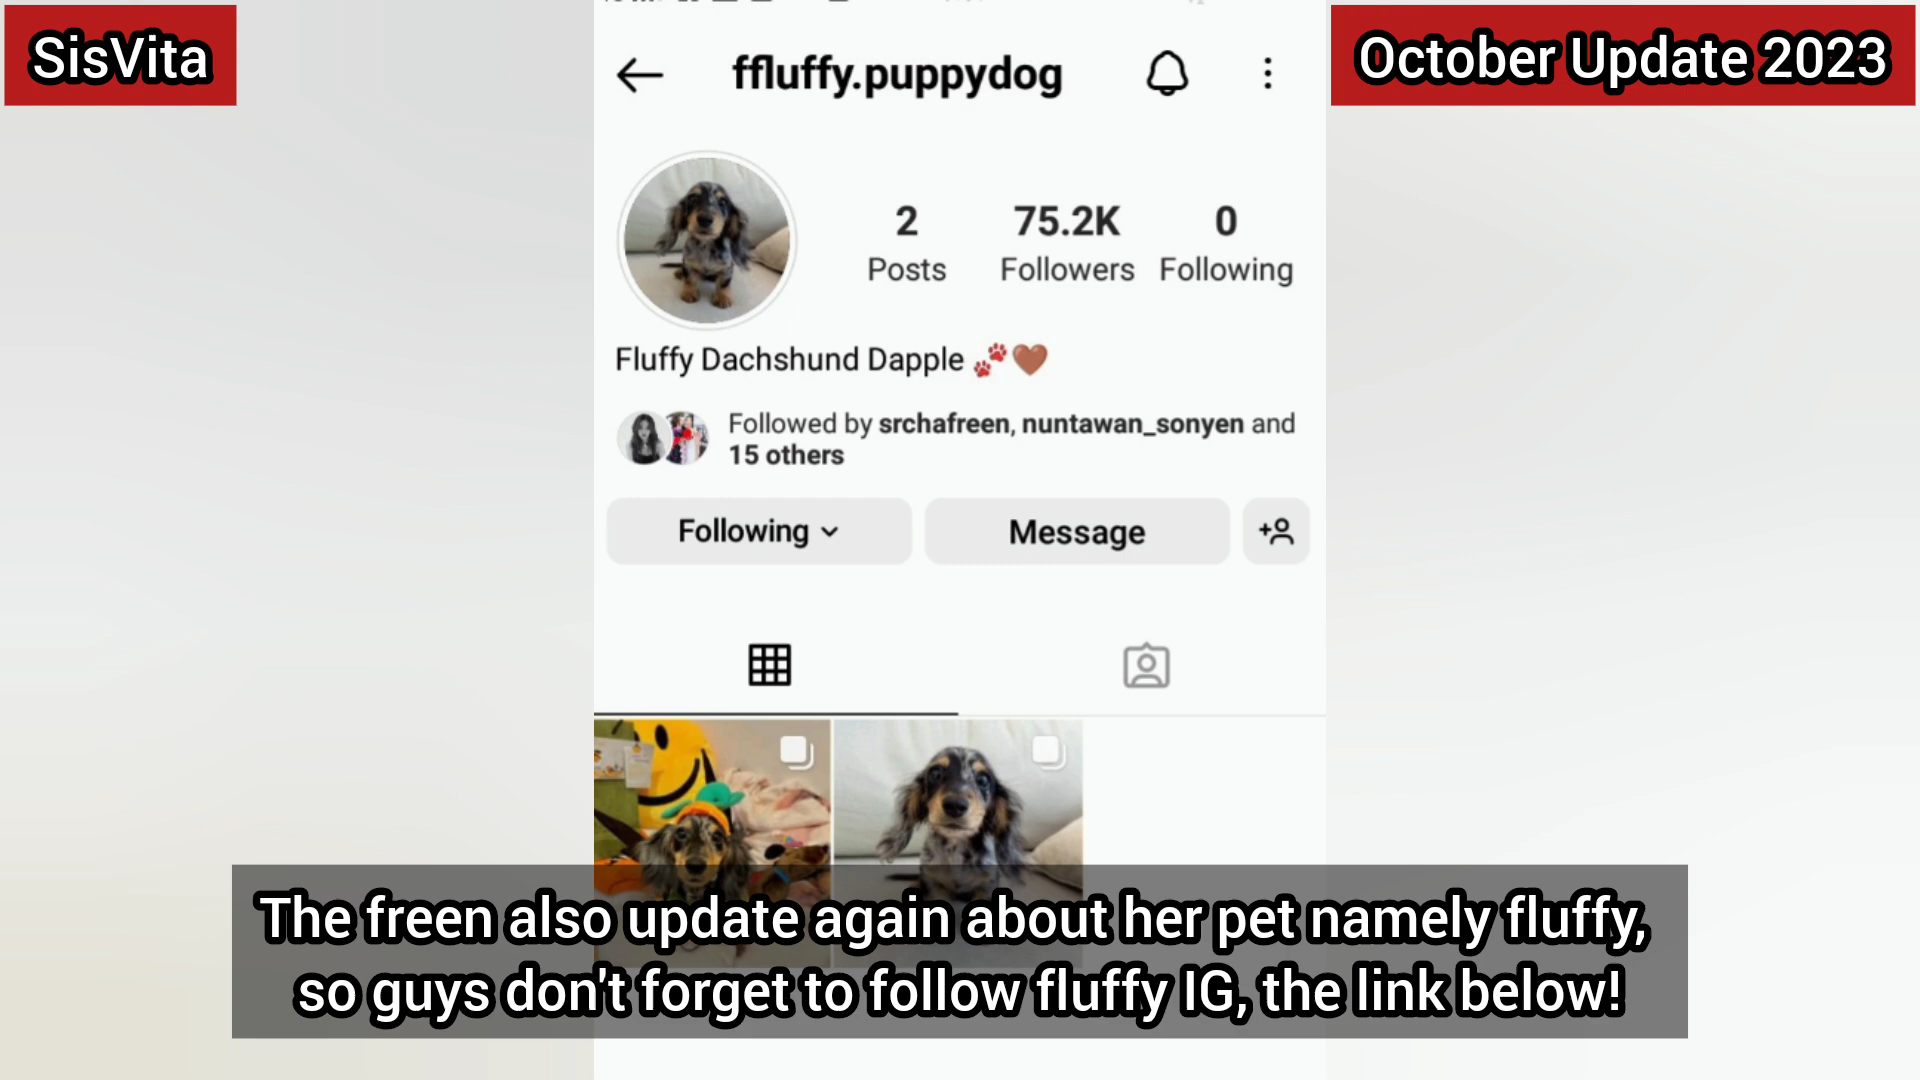 SisVita
October Update 2023
ffluffy.puppydog
2
75.2K
0
Posts
Followers
Following
Fluffy Dachshund Dapple 🐾🤎
Followed by srchafreen, nuntawan_sonyen and
15 others
Following
Message
The freen also update again about her pet namely fluffy,
so guys don't forget to follow fluffy IG, the link below!